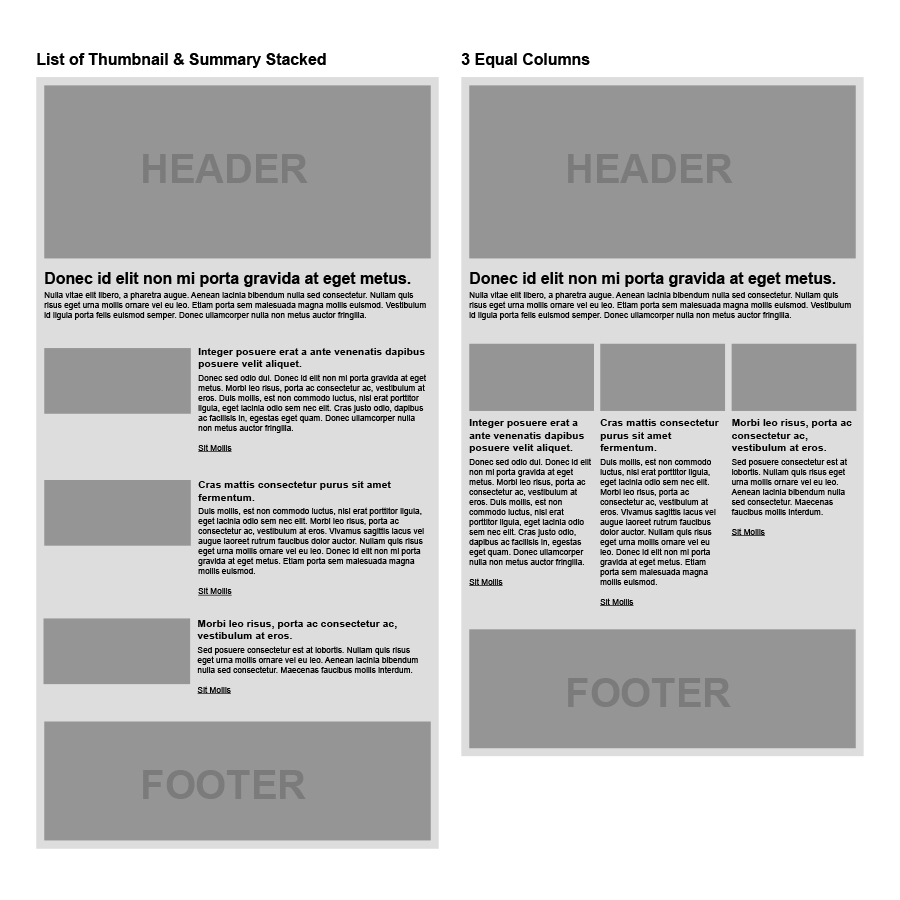 List of Thumbnail & Summary Stacked
HEADER
Donec id elit non mi porta gravida at eget metus.
Nulla vitae elit libero, a pharetra augue. Aenean lacinia bibendum nulla sed consectetur. Nullam quis
risus eget urna mollis ornare vel eu leo. Etiam porta sem malesuada magna mollis euismod. Vestibulum
id ligula porta felis euismod semper. Donec ullamcorper nulla non metus auctor fringilla.
Integer posuere erat a ante venenatis dapibus
posuere velit aliquet.
Donec sed odio dui. Donec id elit non mi porta gravida at eget
metus. Morbi leo risus, porta ac consectetur ac, vestibulum at
eros. Duis mollis, est non commodo luctus, nisi erat porttitor
ligula, eget lacinia odio sem nec elit. Cras justo odio, dapibus
ac facilisis in, egestas eget quam. Donec ullamcorper nulla
non metus auctor fringilla.
Sit Mollis
Cras mattis consectetur purus sit amet
fermentum.
Duis mollis, est non commodo luctus, nisi erat porttitor ligula,
eget lacinia odio sem nec elit. Morbi leo risus, porta ac
consectetur ac, vestibulum at eros. Vivamus sagittis lacus vel
augue laoreet rutrum faucibus dolor auctor. Nullam quis risus
eget urna mollis ornare vel eu leo. Donec id elit non mi porta
gravida at eget metus. Etiam porta sem malesuada magna
mollis euismod.
Sit Mollis
Morbi leo risus, porta ac consectetur ac,
vestibulum at eros.
Sed posuere consectetur est at lobortis. Nullam quis risus
eget urna mollis ornare vel eu leo. Aenean lacinia bibendum
nulla sed consectetur. Maecenas faucibus mollis interdum.
Sit Mollis
FOOTER
3 Equal Columns
HEADER
Donec id elit non mi porta gravida at eget metus.
Nulla vitae elit libero, a pharetra augue. Aenean lacinia bibendum nulla sed consectetur. Nullam quis
risus eget urna mollis ornare vel eu leo. Etiam porta sem malesuada magna mollis euismod. Vestibulum
id ligula porta felis euismod semper. Donec ullamcorper nulla non metus auctor fringilla.
Integer posuere erat a
ante venenatis dapibus
posuere velit aliquet.
Donec sed odio dui. Donec id elit
non mi porta gravida at eget
metus. Morbi leo risus, porta ac
consectetur ac, vestibulum at
eros. Duis mollis, est non
commodo luctus, nisi erat
porttitor ligula, eget lacinia odio
sem nec elit. Cras justo odio,
dapibus ac facilisis in, egestas
eget quam. Donec ullamcorper
nulla non metus auctor fringilla.
Sit Mollis
Cras mattis consectetur
purus sit amet
fermentum.
Duis mollis, est non commodo
luctus, nisi erat porttitor ligula,
eget lacinia odio sem nec elit.
Morbi leo risus, porta ac
consectetur ac, vestibulum at
eros. Vivamus sagittis lacus vel
augue laoreet rutrum faucibus
dolor auctor. Nullam quis risus
eget urna mollis ornare vel eu
leo. Donec id elit non mi porta
gravida at eget metus. Etiam
porta sem malesuada magna
mollis euismod.
Sit Mollis
Morbi leo risus, porta ac
consectetur ac,
vestibulum at eros.
Sed posuere consectetur est at
lobortis. Nullam quis risus eget
urna mollis ornare vel eu leo.
Aenean lacinia bibendum nulla
sed consectetur. Maecenas
faucibus mollis interdum.
Sit Mollis
FOOTER